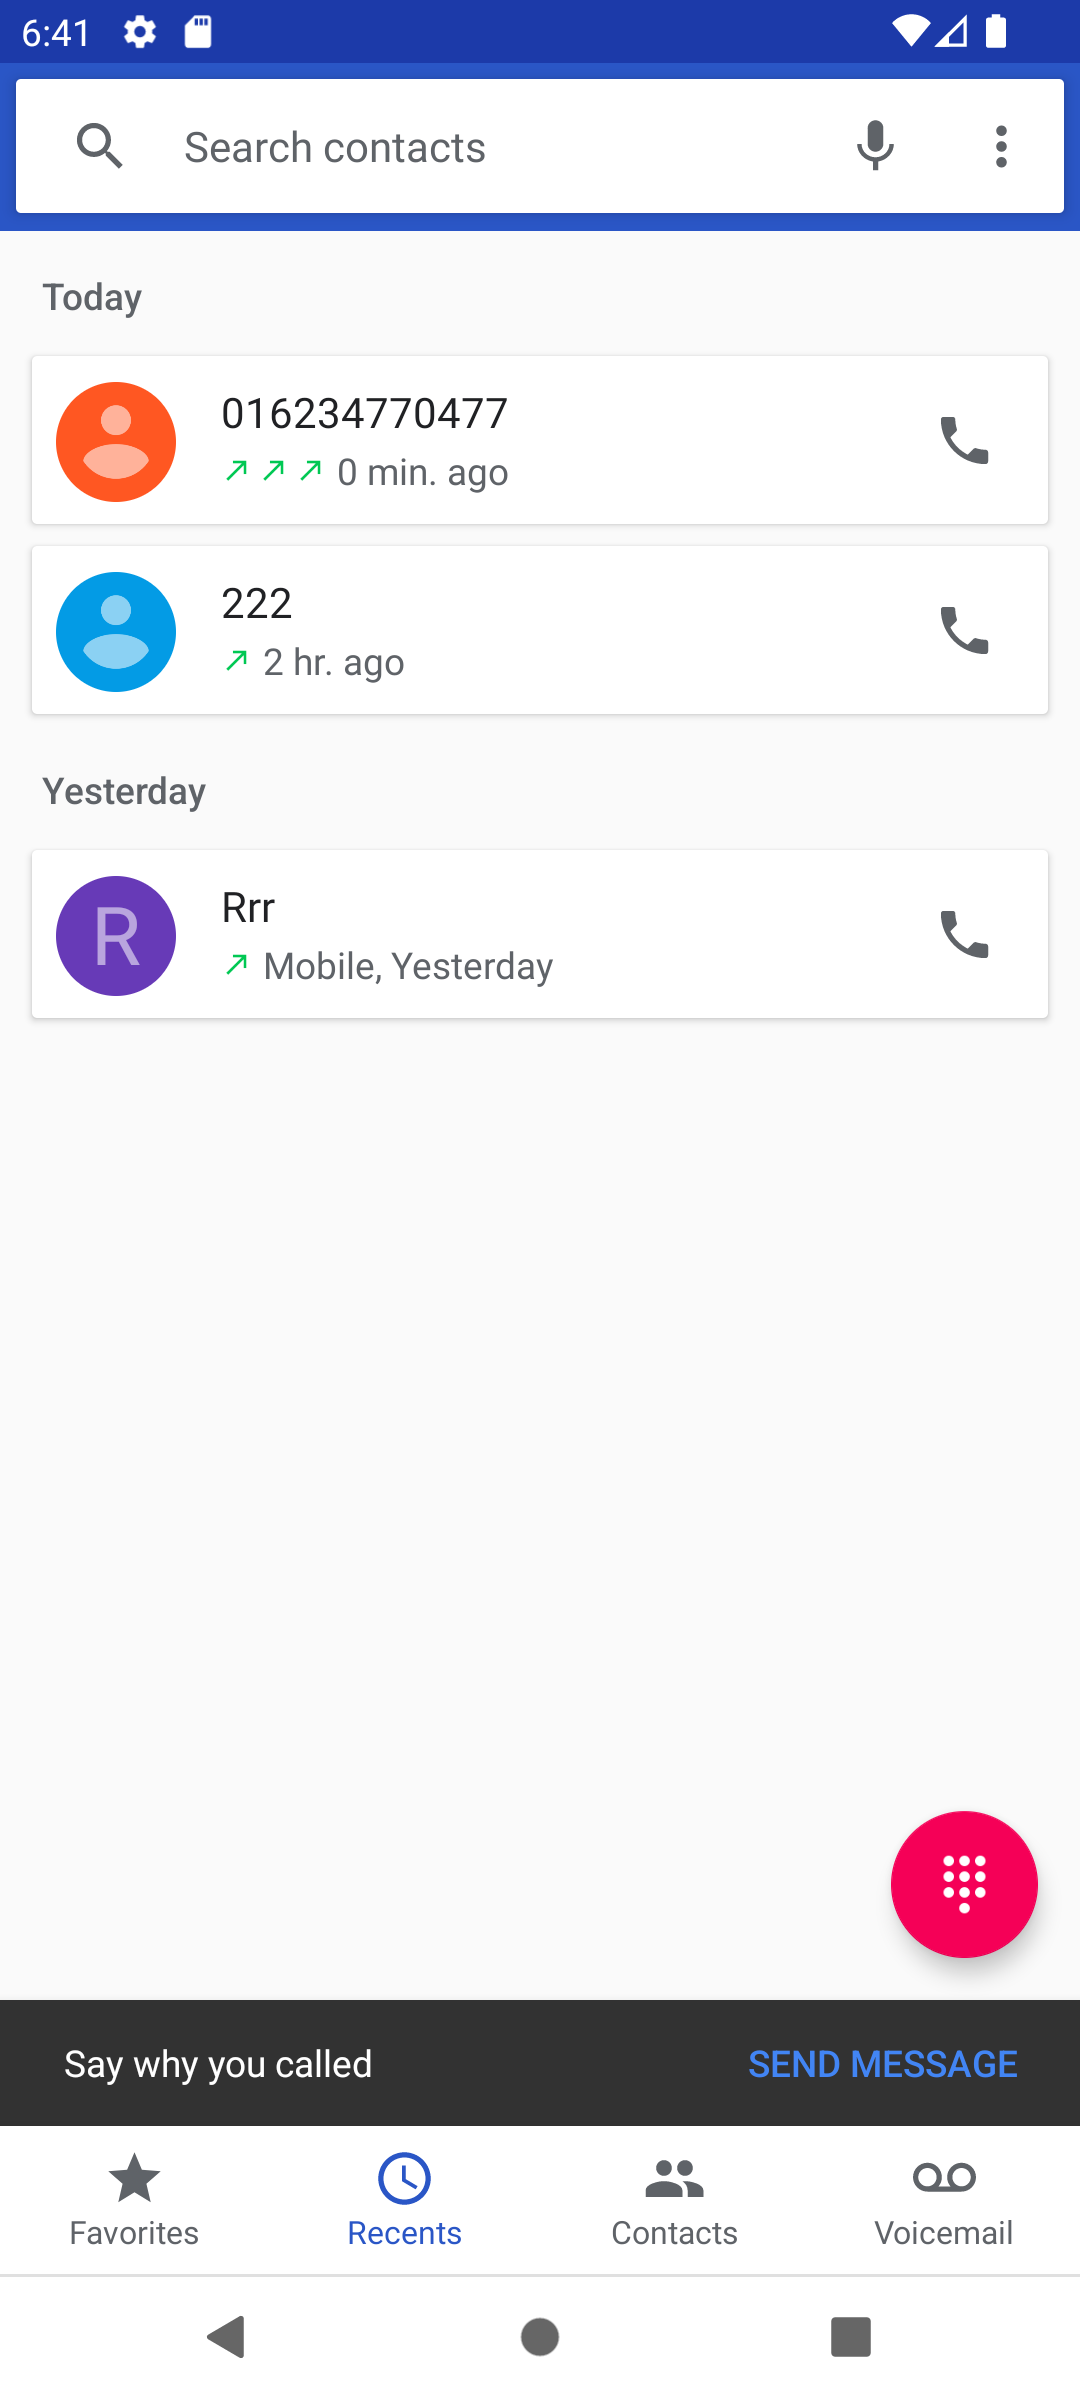 6:41
Search contacts
Today
016234770477
0 min. ago
222
2 hr. ago
Yesterday
R
Rrr
Mobile, Yesterday
Say why you called
SEND MESSAGE
Favorites
Recents
Contacts
Voicemail